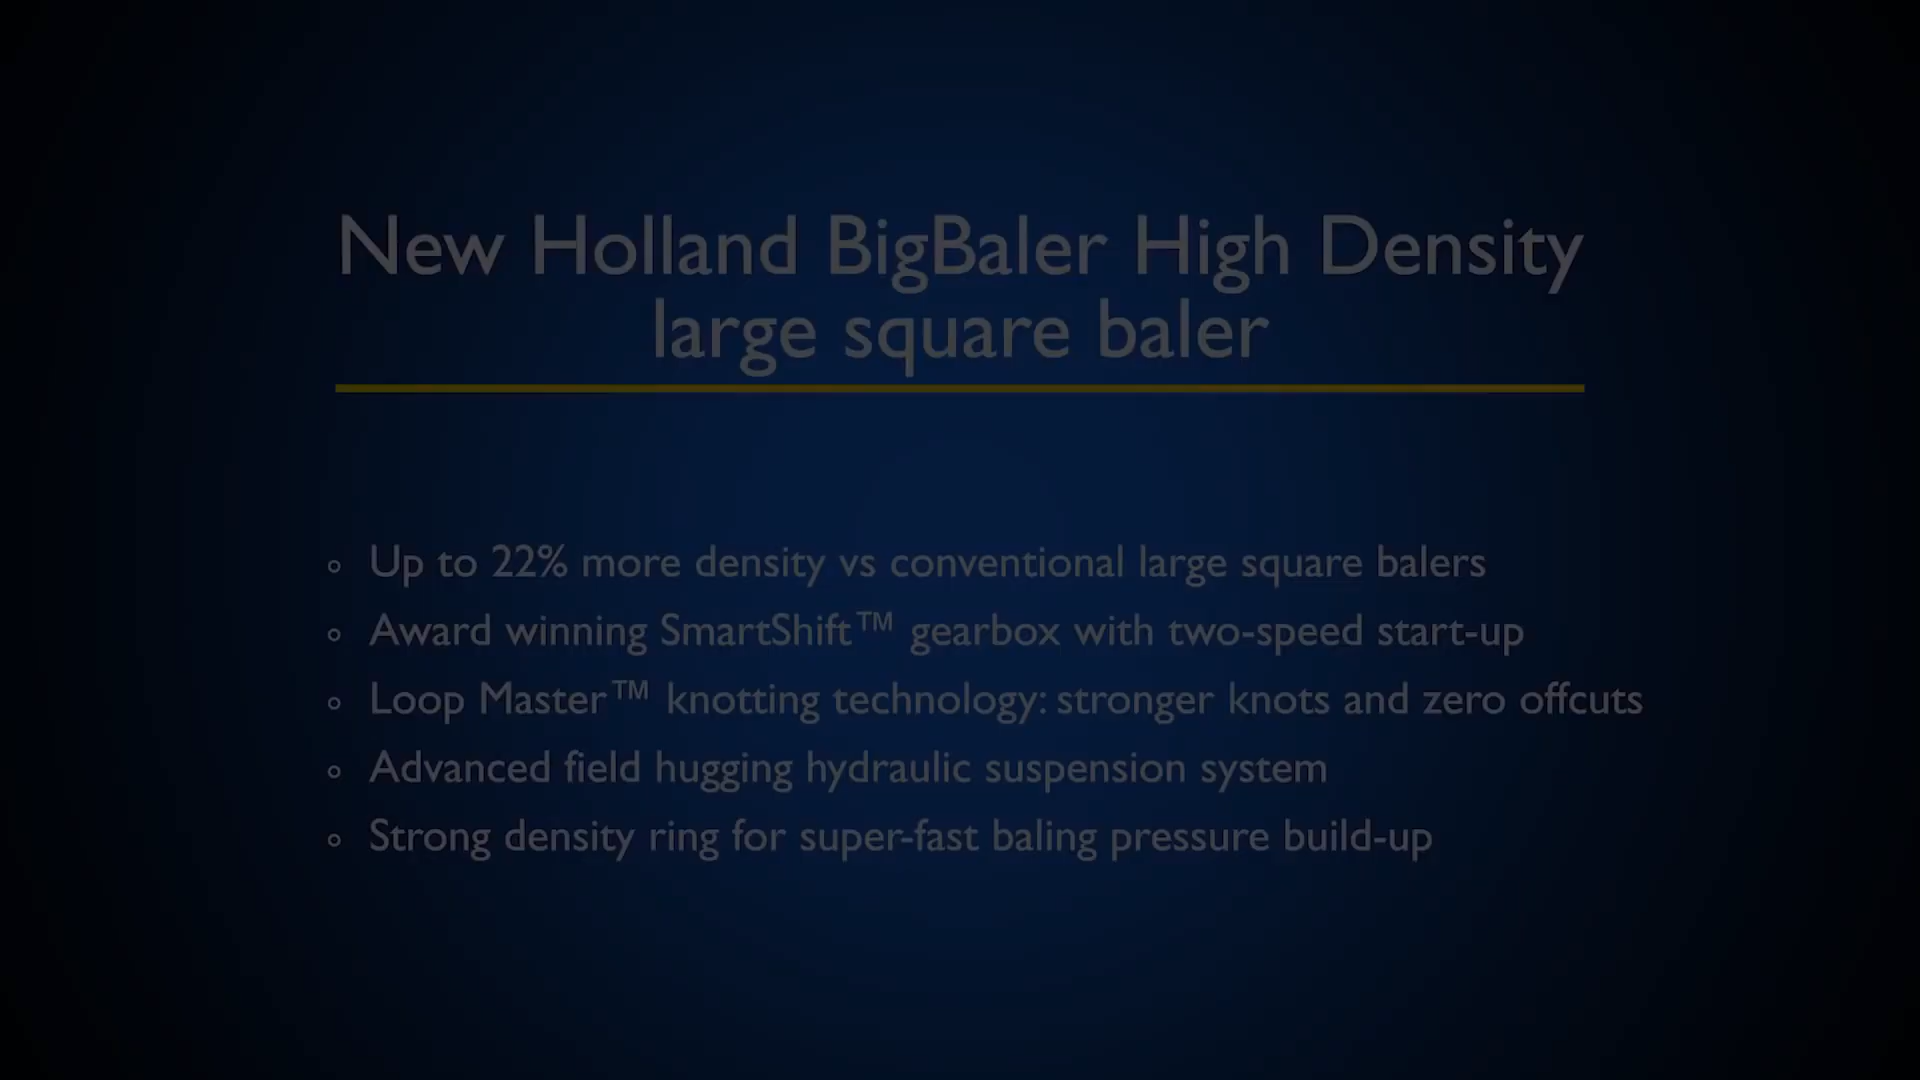 New Holland BigBaler High Density
large square baler
Up to 22% more density vs conventional large square balers
Award winning SmartShift™ gearbox with two-speed start-up
Loop Master™ knotting technology: stronger knots and zero offcuts
Advanced field hugging hydraulic suspension system
Strong density ring for super-fast baling pressure build-up